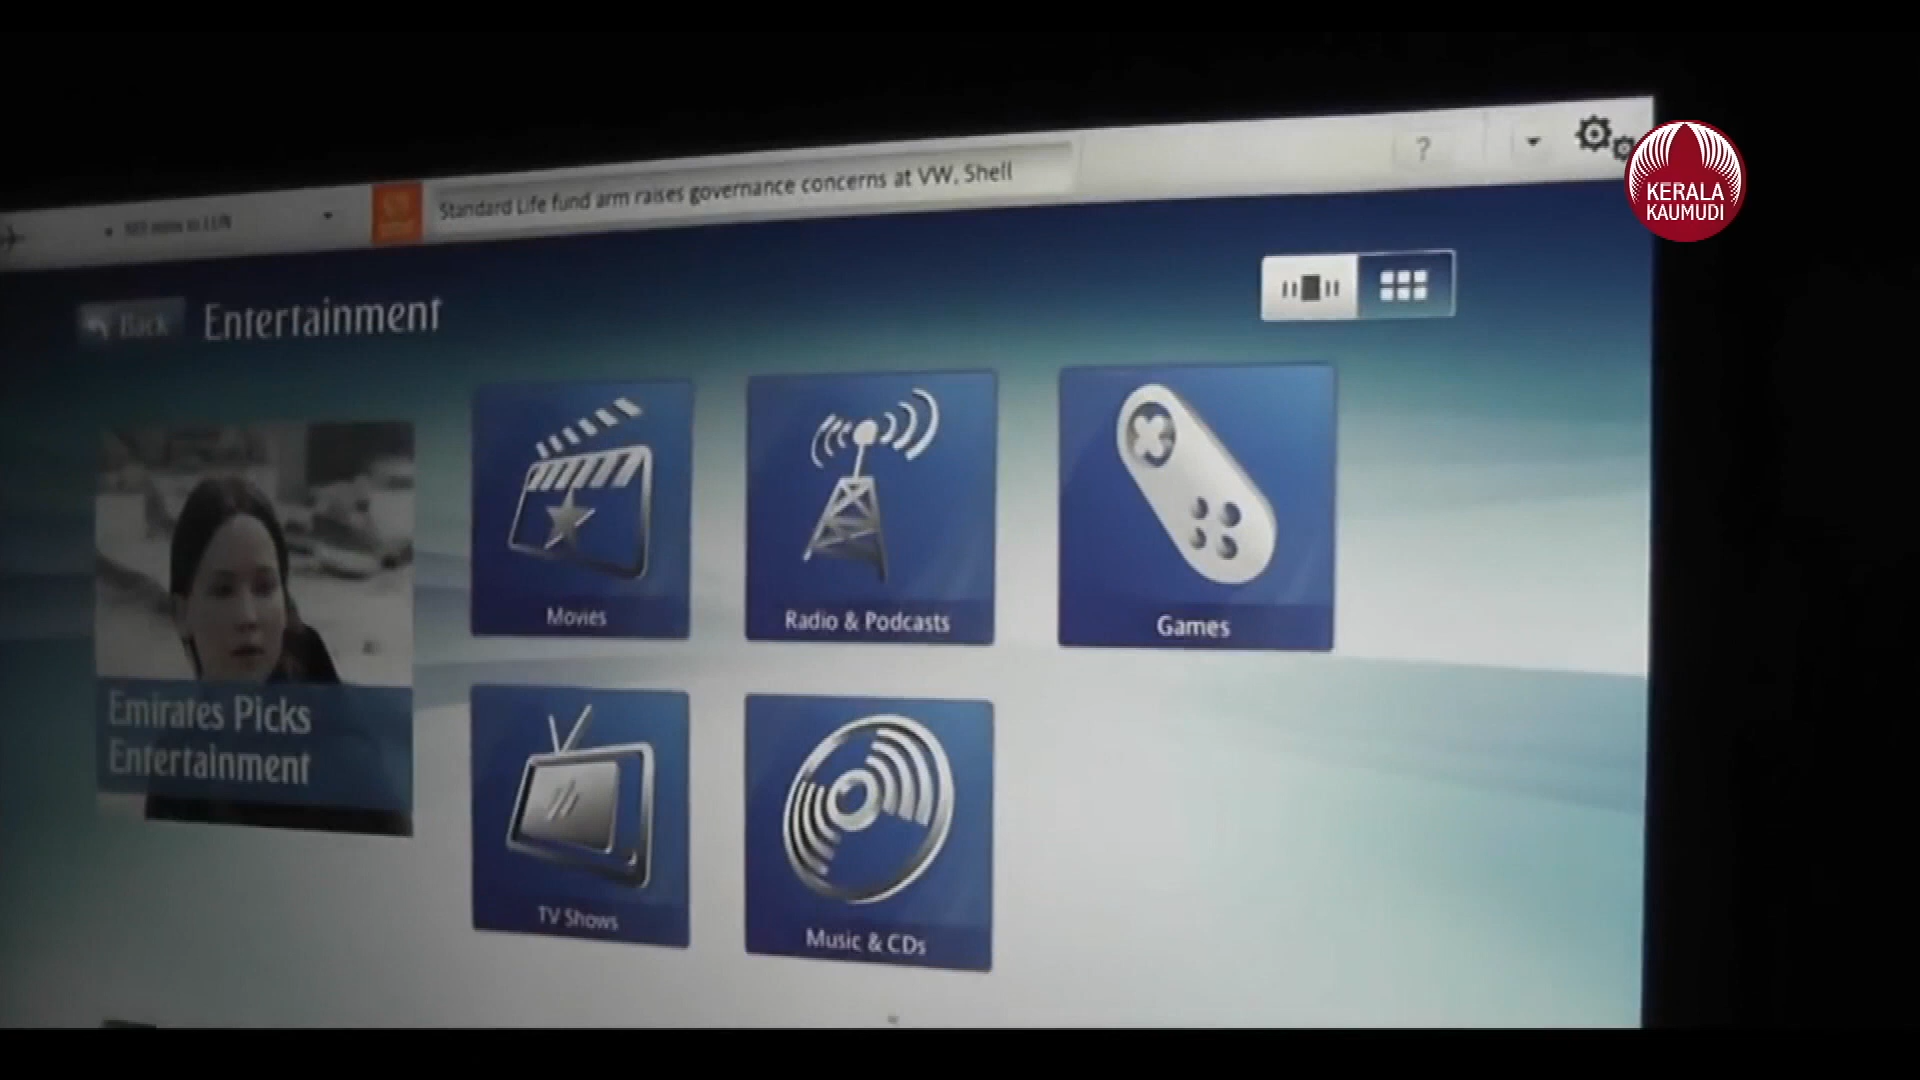 Standard Life fund arm raises governance concerns at VW, Shell
?
KERALA
KAUMUDI
Back
Entertainment
Movies
Radio & Podcasts
Games
Emirates Picks
Entertainment
TV Shows
Music & CDs